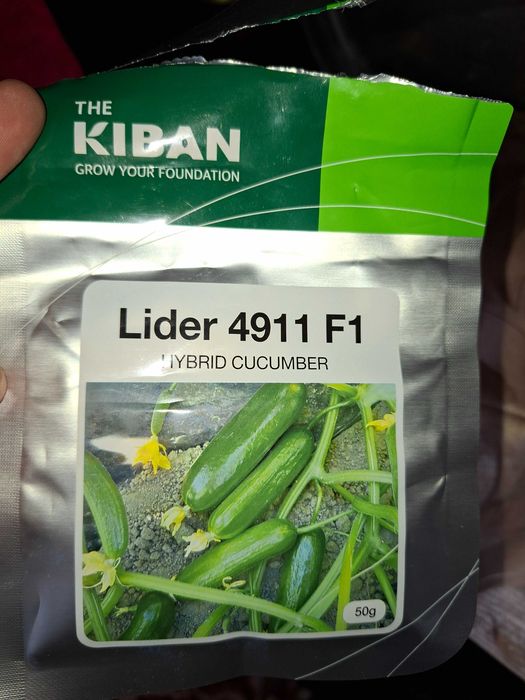 THE
KIBAN
GROW YOUR FOUNDATION
Lider 4911 F1
HYBRID CUCUMBER
50g